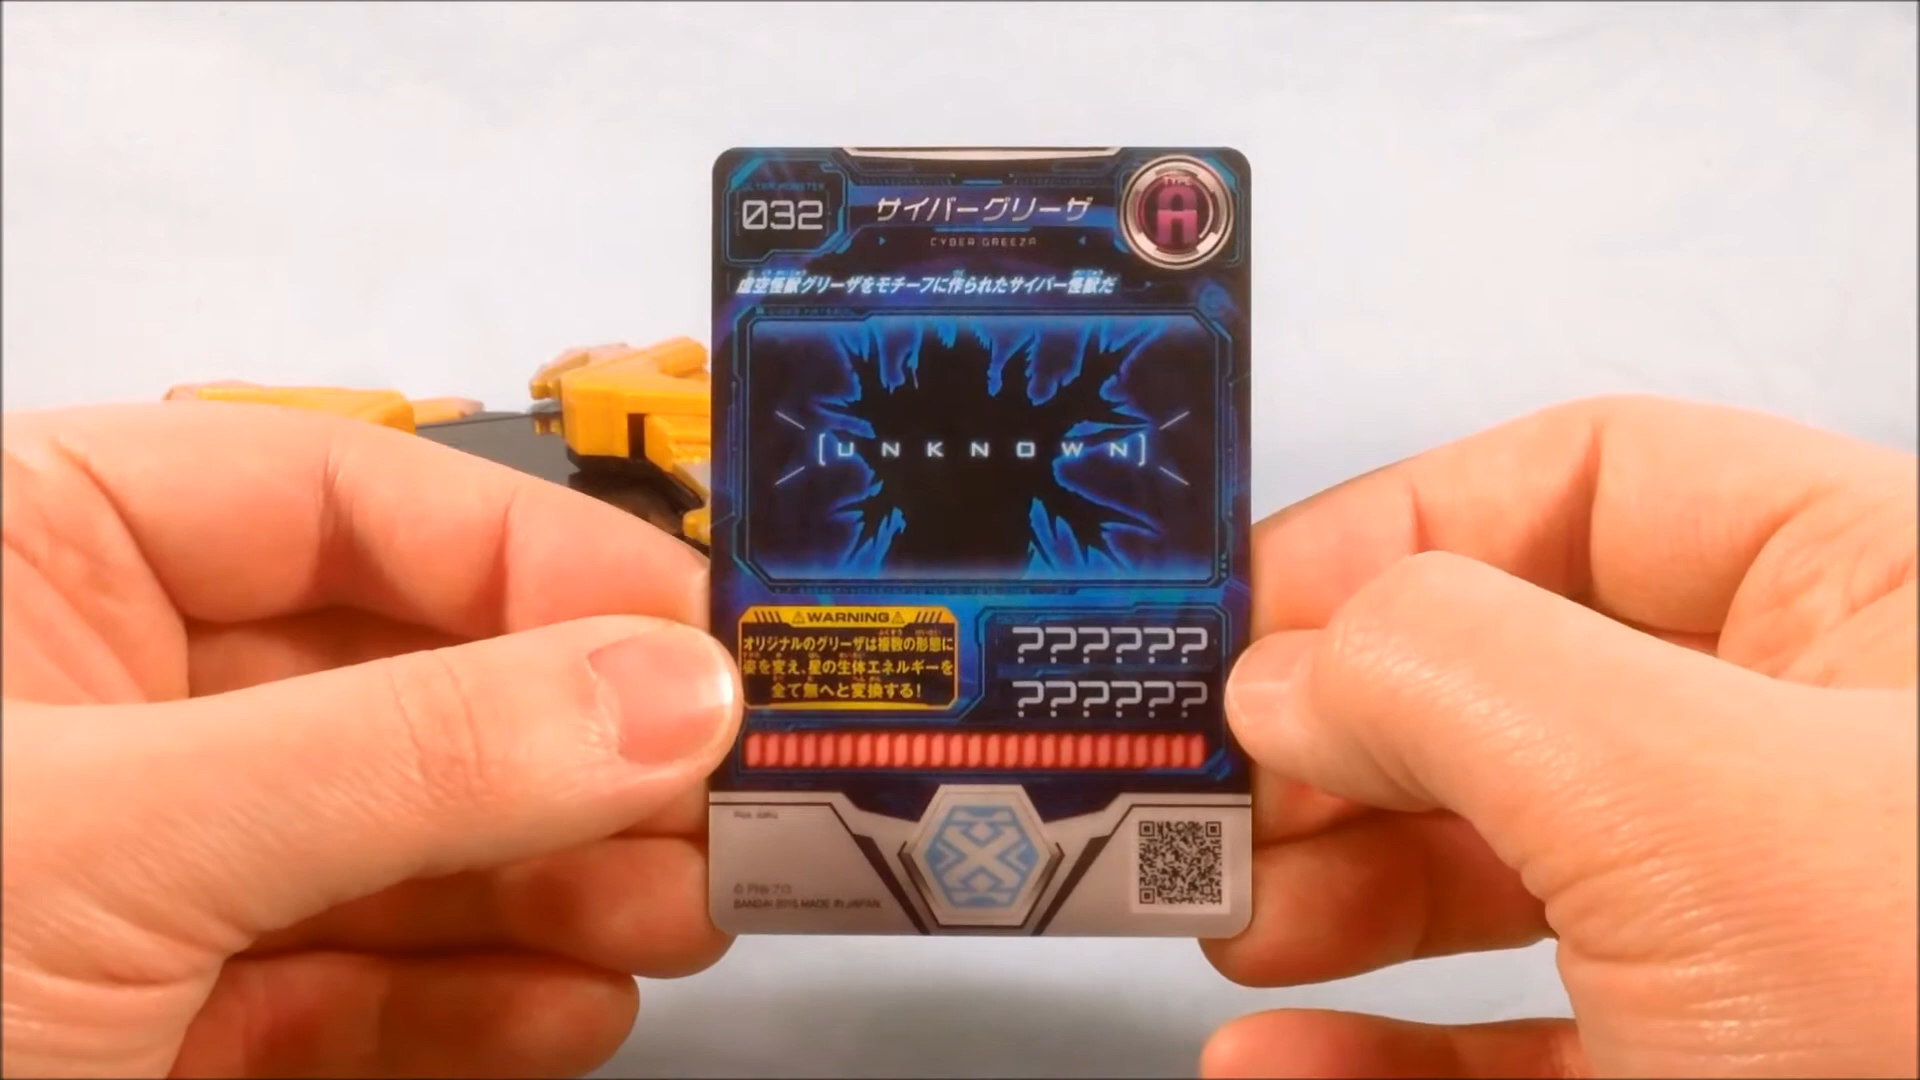 ULTRA MONSTER
032
サイバーグリーザ
CYBER GREEZA
TYPE
A
虚空怪獣グリーザをモチーフに作られたサイバー怪獣だ
[UNKNOWN]
⚠WARNING⚠
オリジナルのグリーザは複数の形態に
姿を変え、星の生体エネルギーを
全て無へと変換する!
??????
??????
BANDAI 2015 MADE IN JAPAN